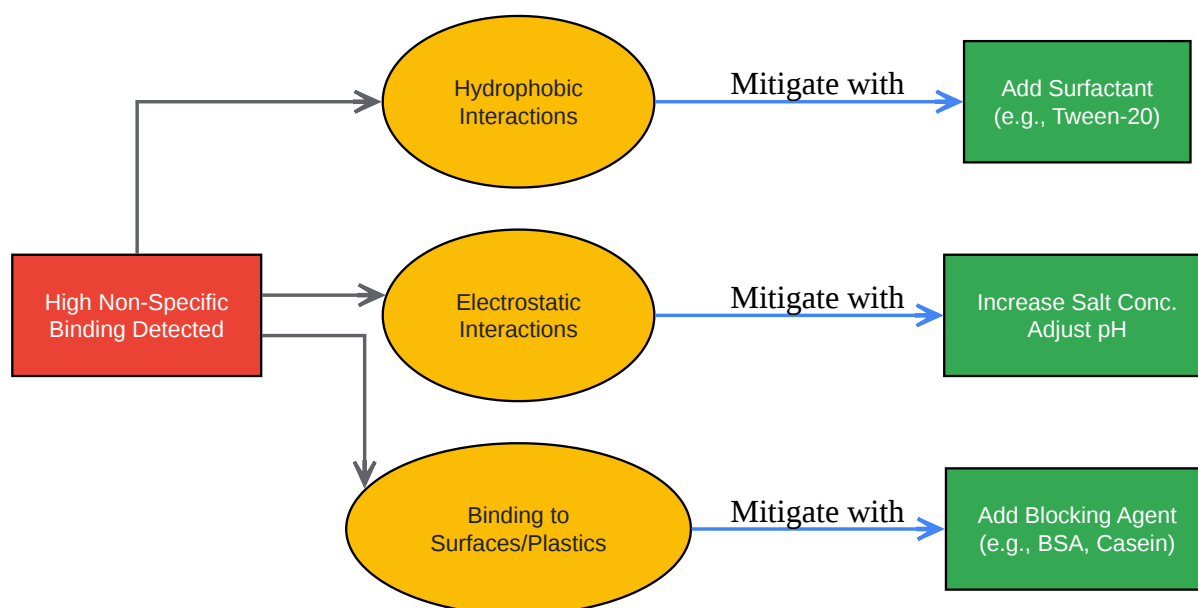 Hydrophobic
Interactions
Mitigate with
Add Surfactant
(e.g., Tween-20)
High Non-Specific
Binding Detected
Electrostatic
Interactions
Mitigate with
Increase Salt Conc.
Adjust pH
Binding to
Surfaces/Plastics
Mitigate with
Add Blocking Agent
(e.g., BSA, Casein)